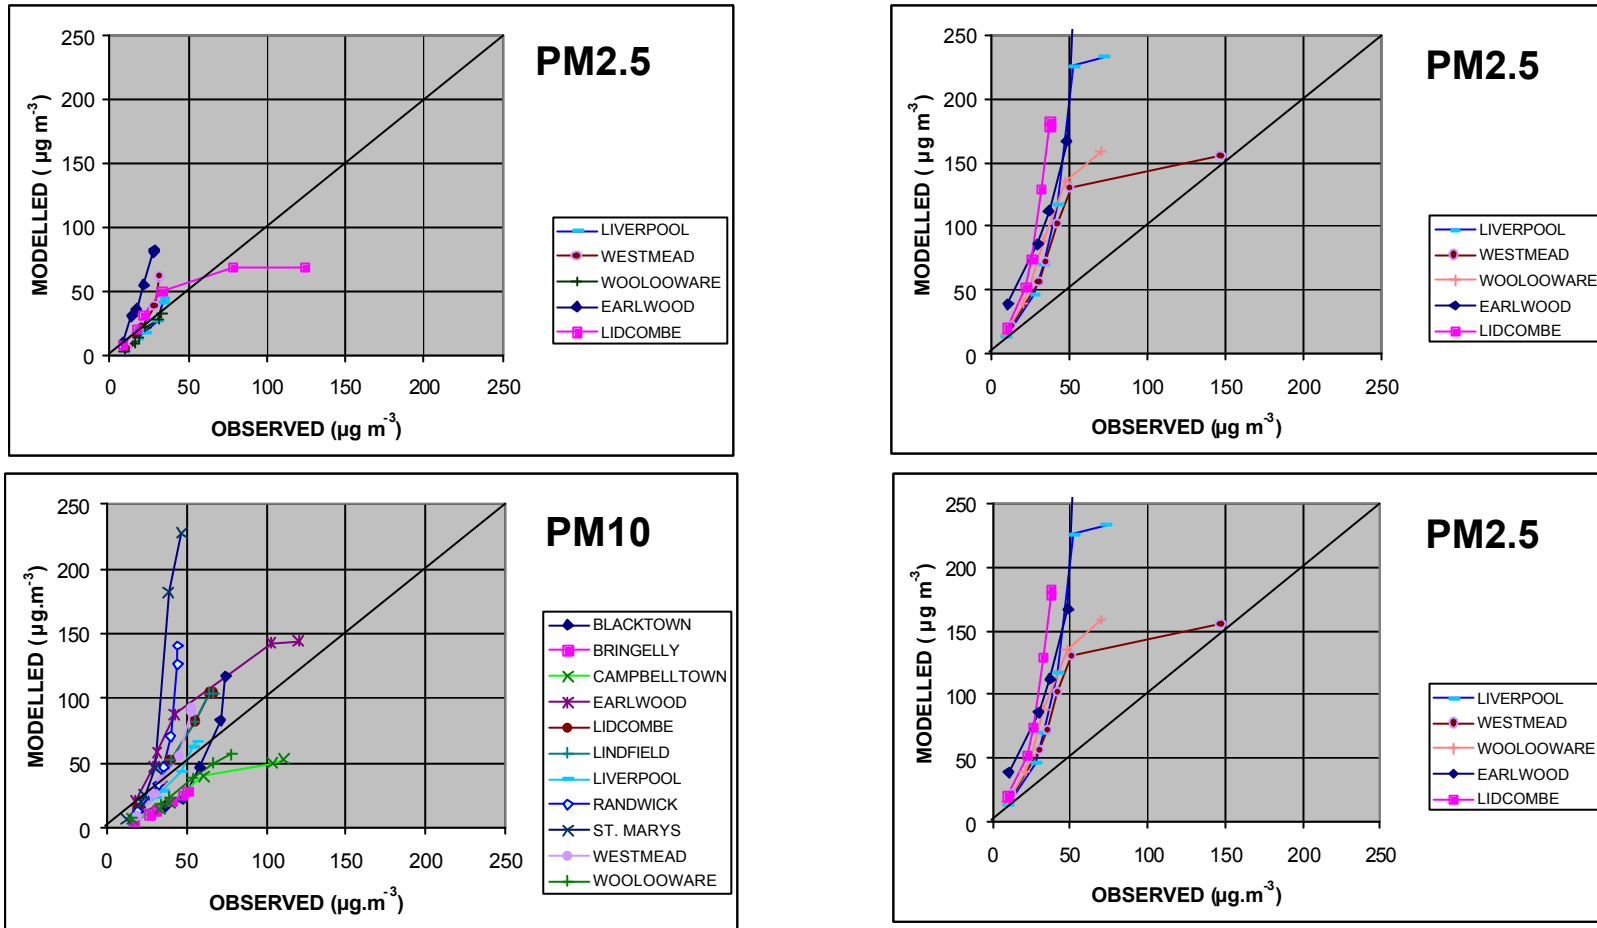 PM2.5
250
200
150
100
50
0
MODELLED ( µg m-3)
0 50 100 150 200 250
OBSERVED (µg m-3)
LIVERPOOL
WESTMEAD
WOOLOOWARE
EARLWOOD
LIDCOMBE
PM2.5
250
200
150
100
50
0
MODELLED ( µg m-3)
0 50 100 150 200 250
OBSERVED (µg m-3)
LIVERPOOL
WESTMEAD
WOOLOOWARE
EARLWOOD
LIDCOMBE
PM10
250
200
150
100
50
0
MODELLED (µg.m-3)
0 50 100 150 200 250
OBSERVED (µg.m-3)
BLACKTOWN
BRINGELLY
CAMPBELLTOWN
EARLWOOD
LIDCOMBE
LINDFIELD
LIVERPOOL
RANDWICK
ST. MARYS
WESTMEAD
WOOLOOWARE
PM2.5
250
200
150
100
50
0
MODELLED ( µg m-3)
0 50 100 150 200 250
OBSERVED (µg m-3)
LIVERPOOL
WESTMEAD
WOOLOOWARE
EARLWOOD
LIDCOMBE